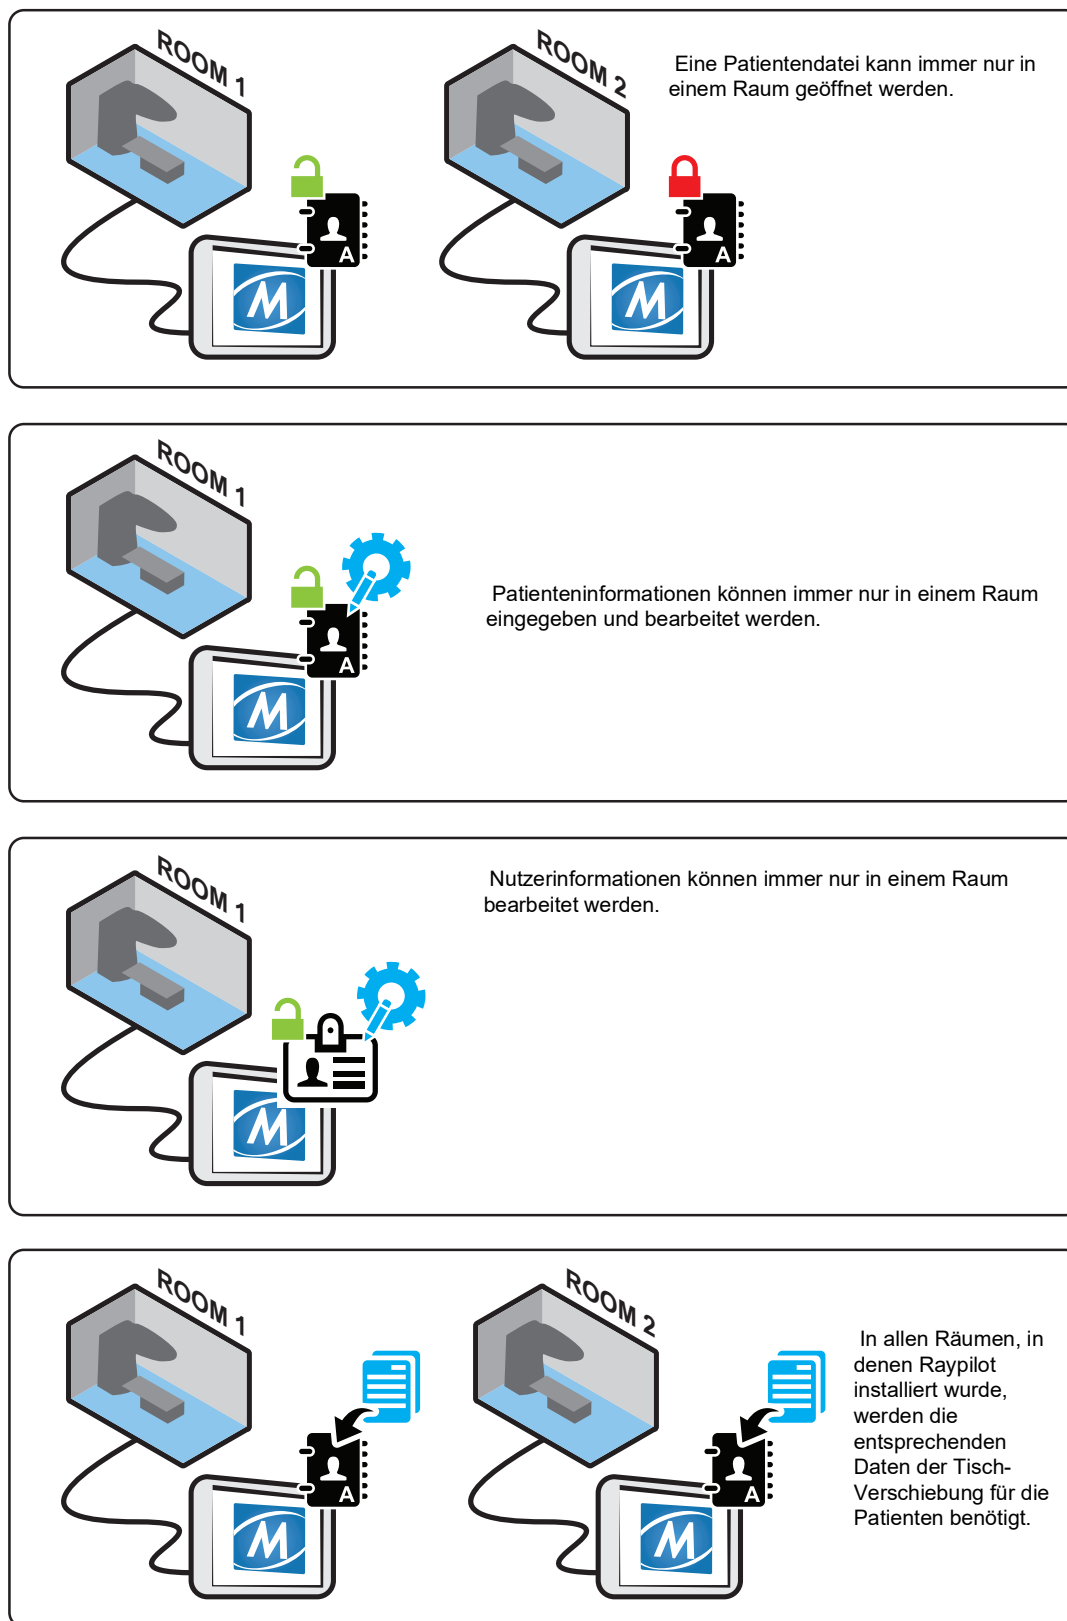 ROOM 1
ROOM 2
Eine Patientendatei kann immer nur in
einem Raum geöffnet werden.
A
A
M
M
ROOM 1
Patienteninformationen können immer nur in einem Raum
eingegeben und bearbeitet werden.
A
M
ROOM 1
Nutzerinformationen können immer nur in einem Raum
bearbeitet werden.
M
ROOM 1
ROOM 2
In allen Räumen, in
denen Raypilot
installiert wurde,
werden die
entsprechenden
Daten der Tisch-
Verschiebung für die
Patienten benötigt.
A
A
M
M